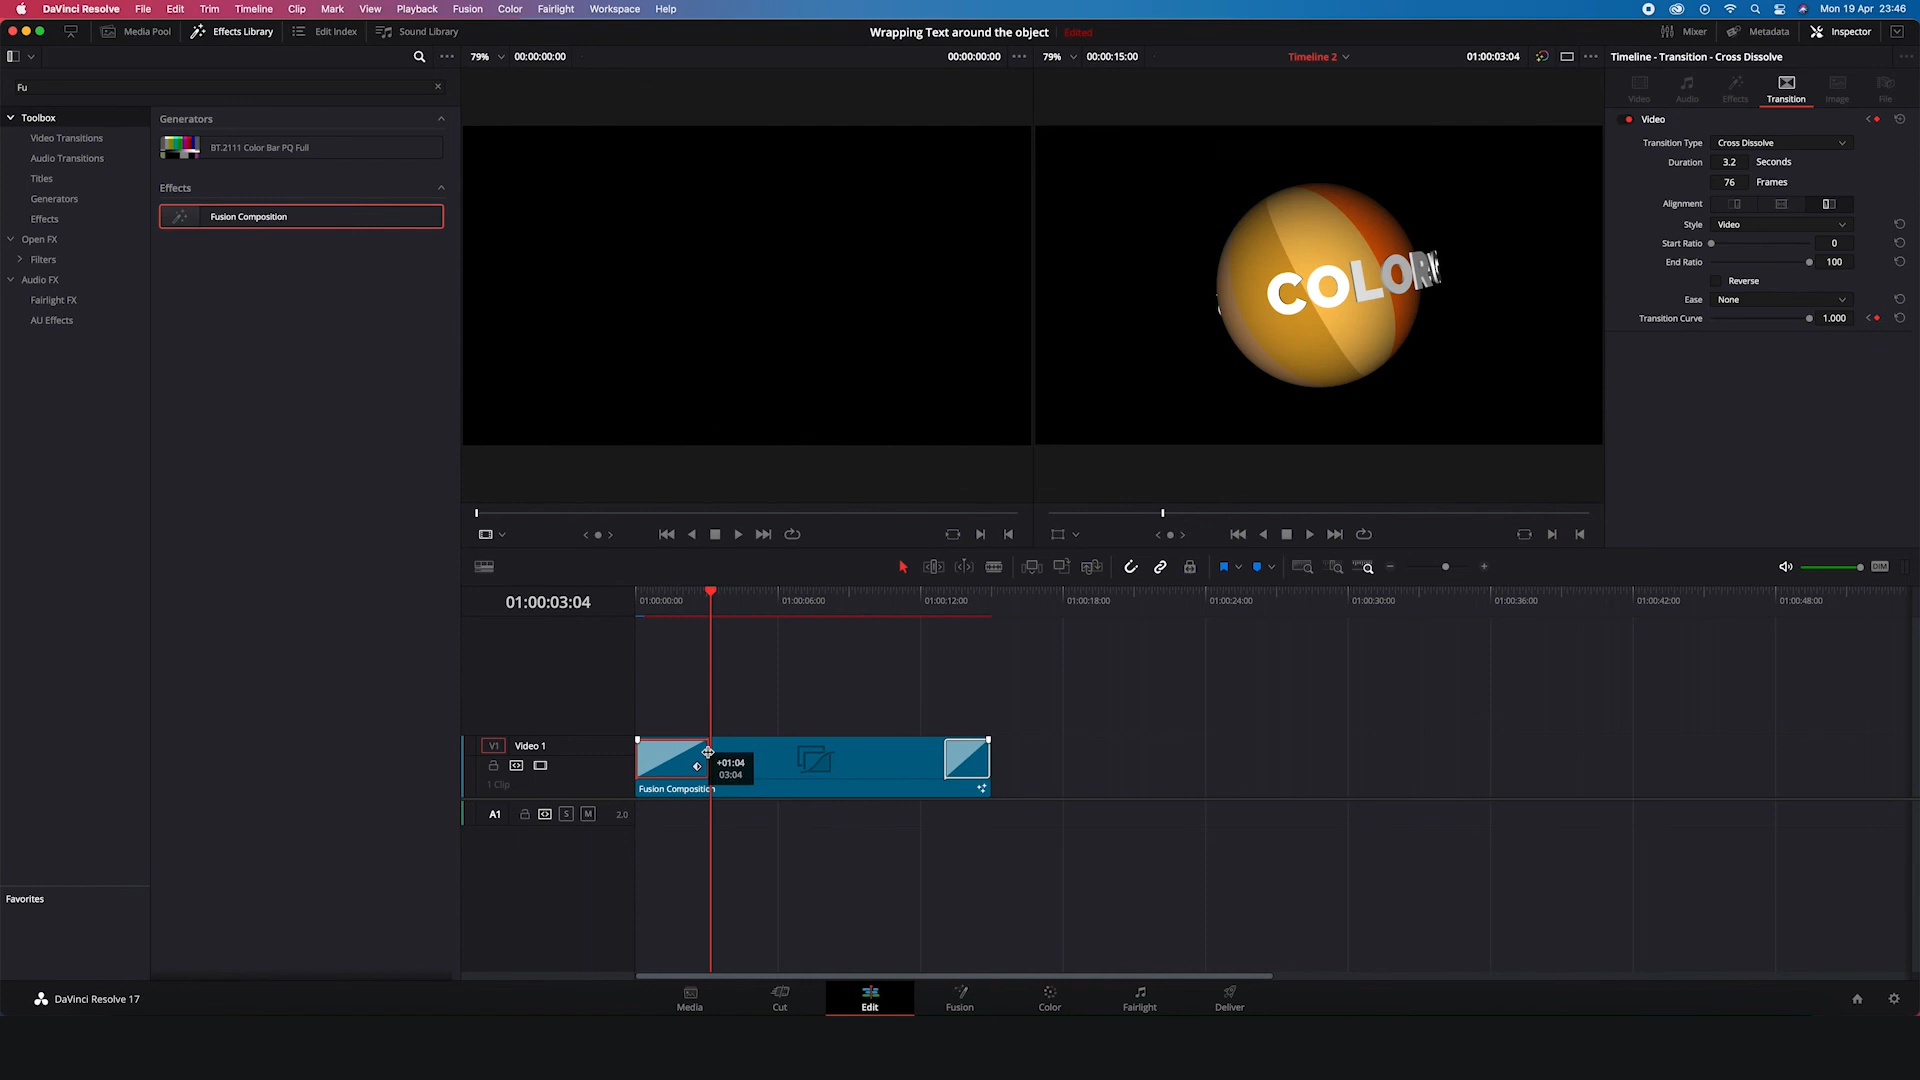 DaVinci Resolve File Edit Trim Timeline Clip Mark View Playback Fusion Color Fairlight Workspace Help Mon 19 Apr 23:46
Media Pool Effects Library Edit Index Sound Library Wrapping Text around the object Edited Mixer Metadata Inspector
79% 00:00:00:00 00:00:00:00 79% 00:00:15:00 Timeline 2 01:00:03:04 Timeline - Transition - Cross Dissolve
Fu
Video Audio Effects Transition Image File
Toolbox
Video Transitions
Audio Transitions
Titles
Generators
Effects
Open FX
Filters
Audio FX
Fairlight FX
AU Effects
Favorites
Generators
BT.2111 Color Bar PQ Full
Effects
Fusion Composition
COLOR
Video
Transition Type Cross Dissolve
Duration 3.2 Seconds
76 Frames
Alignment
Style Video
Start Ratio 0
End Ratio 100
Reverse
Ease None
Transition Curve 1.000
DIM
01:00:03:04 01:00:00:00 01:00:06:00 01:00:12:00 01:00:18:00 01:00:24:00 01:00:30:00 01:00:36:00 01:00:42:00 01:00:48:00
V1 Video 1
1 Clip
+01:04
03:04
Fusion Composition
A1 S M 2.0
DaVinci Resolve 17
Media Cut Edit Fusion Color Fairlight Deliver